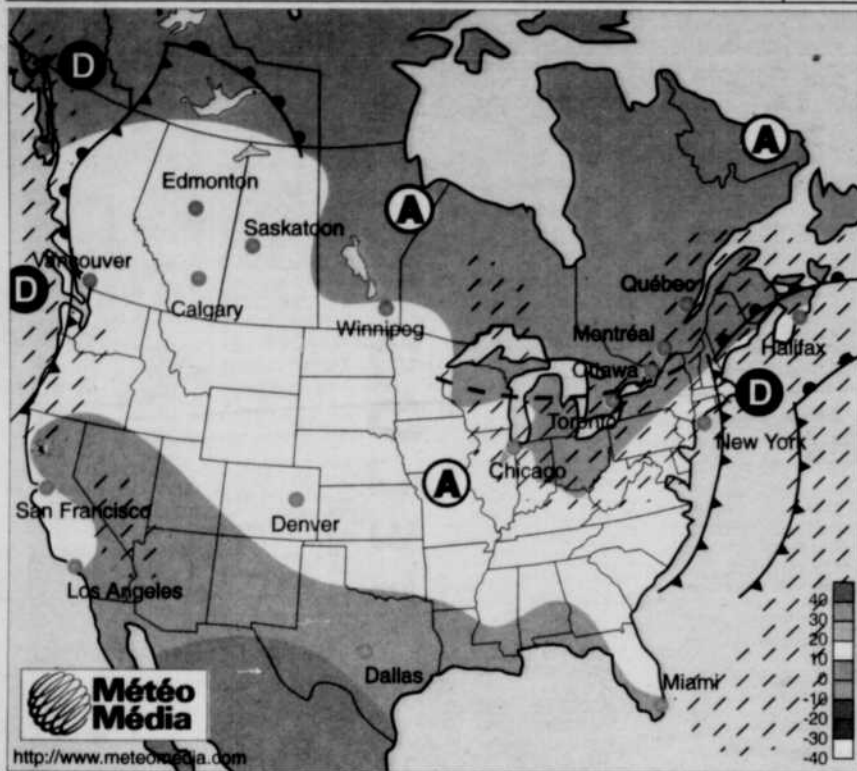 D
A
A
Edmonton
Saskatoon
Vancouver
D
Calgary
Winnipeg
Québec
Montréal
Ottawa
Halifax
Toronto
D
New York
Chicago
A
San Francisco
Denver
Los Angeles
Dallas
Miami
40
30
20
10
0
-10
-20
-30
-40
Météo
Média
http://www.meteomedia.com